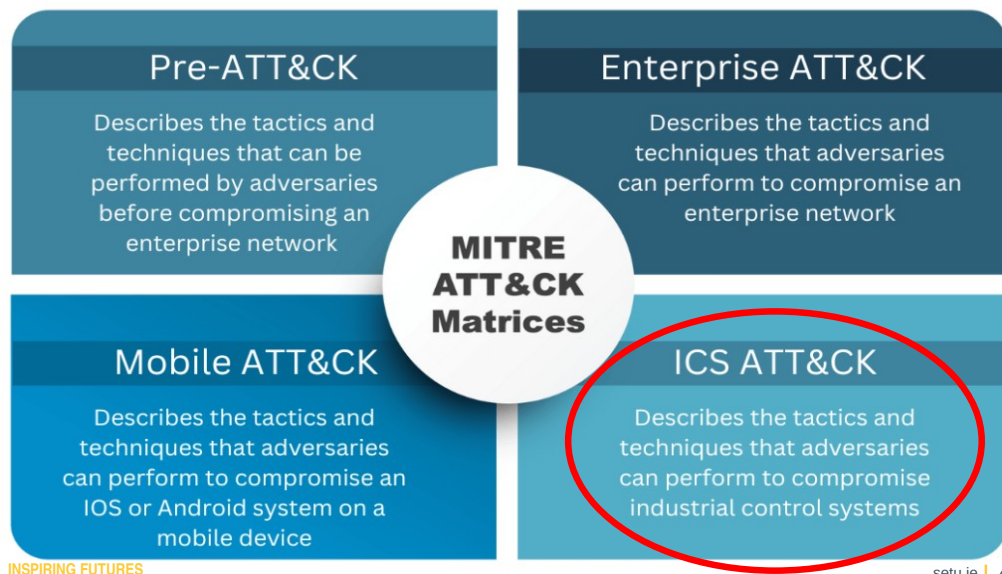 Pre-ATT&CK
Describes the tactics and
techniques that can be
performed by adversaries
before compromising an
enterprise network
Enterprise ATT&CK
Describes the tactics and
techniques that adversaries
can perform to compromise an
enterprise network
MITRE
ATT&CK
Matrices
Mobile ATT&CK
Describes the tactics and
techniques that adversaries
can perform to compromise an
IOS or Android system on a
mobile device
ICS ATT&CK
Describes the tactics and
techniques that adversaries
can perform to compromise
industrial control systems
INSPIRING FUTURES
setu.ie |